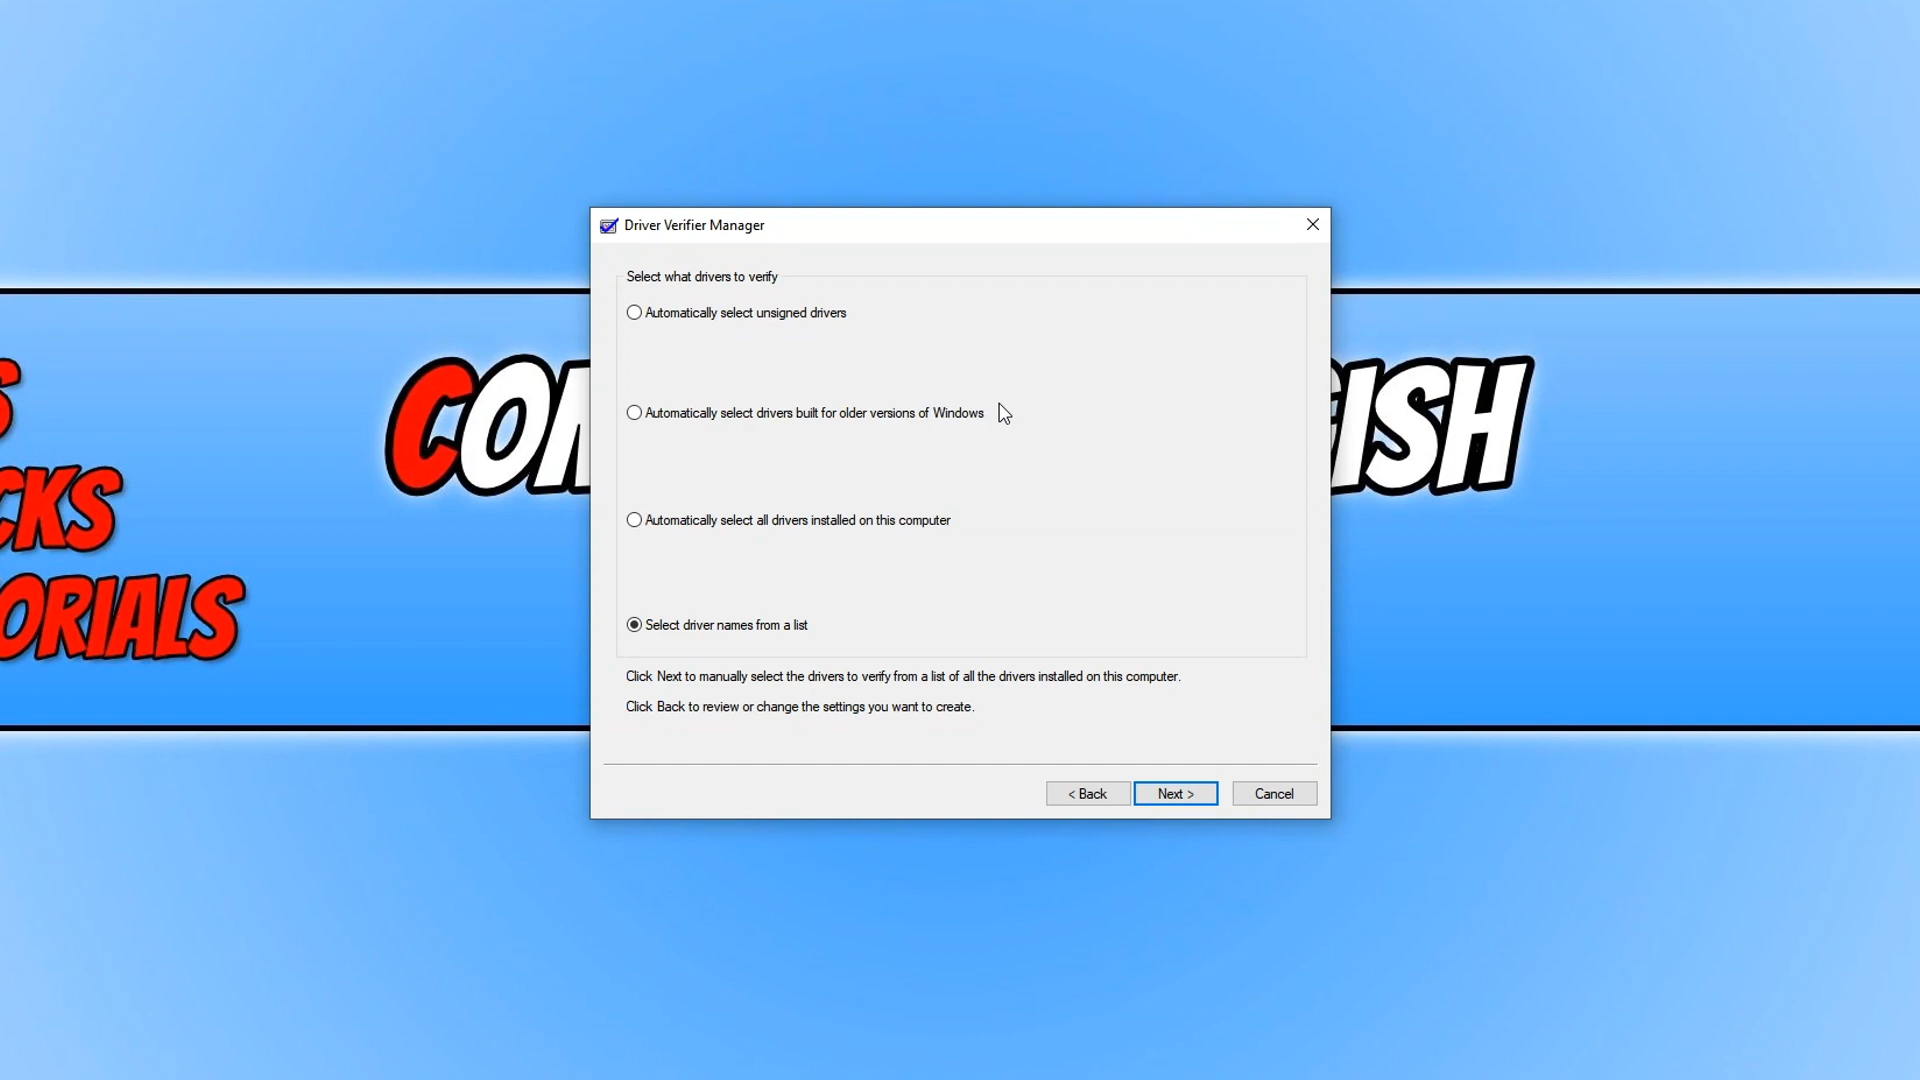 Driver Verifier Manager
Select what drivers to verify
Automatically select unsigned drivers
Automatically select drivers built for older versions of Windows
Automatically select all drivers installed on this computer
Select driver names from a list
Click Next to manually select the drivers to verify from a list of all the drivers installed on this computer.
Click Back to review or change the settings you want to create.
< Back
Next >
Cancel